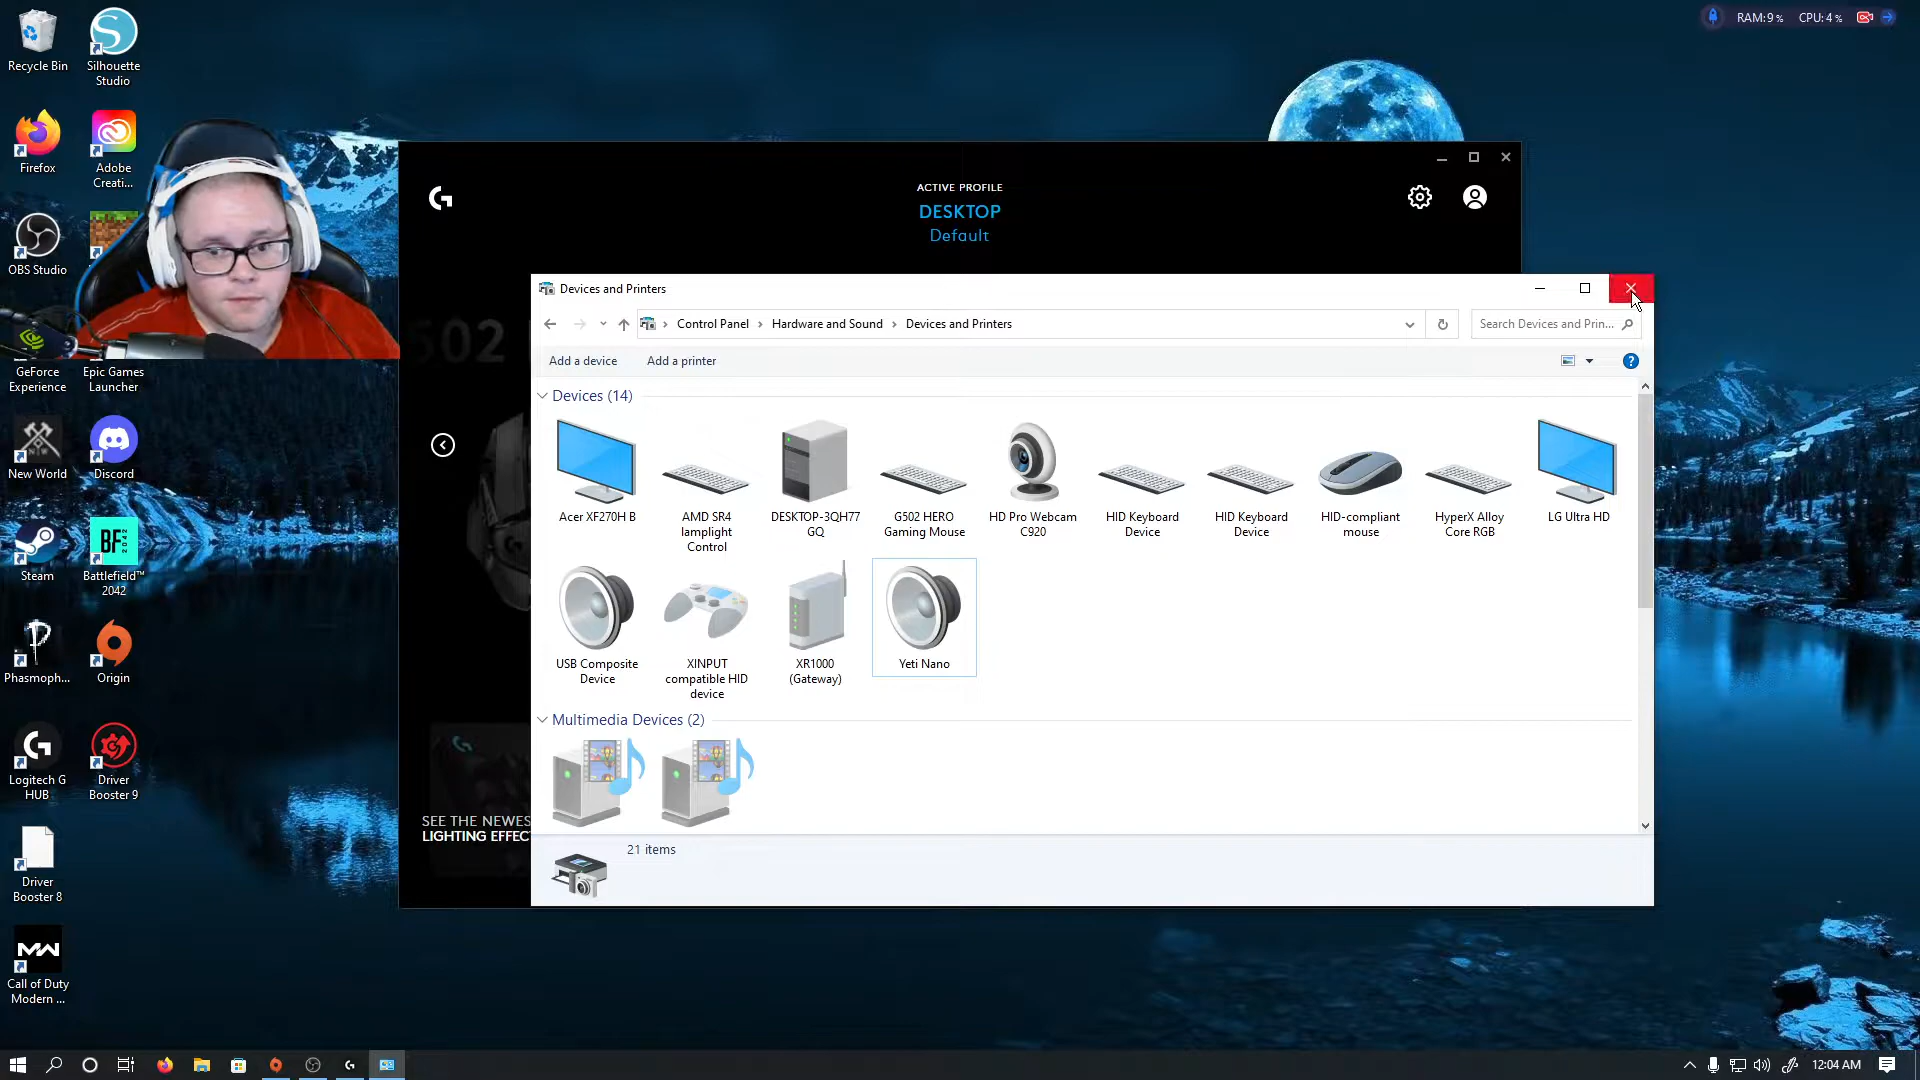 Recycle Bin
Silhouette
Studio
Firefox
Adobe
Creati...
OBS Studio
GeForce
Experience
Epic Games
Launcher
New World
Discord
Steam
BF
2042
Battlefield™
2042
Phasmoph...
Origin
Logitech G
HUB
Driver
Booster 9
Driver
Booster 8
MW
Call of Duty
Modern ...
RAM: 9 %
CPU: 4 %
ACTIVE PROFILE
DESKTOP
Default
502
SEE THE NEWES
LIGHTING EFFEC
Devices and Printers
Control Panel
Hardware and Sound
Devices and Printers
Search Devices and Prin...
Add a device
Add a printer
Devices (14)
Acer XF270H B
AMD SR4
lamplight
Control
DESKTOP-3QH77
GQ
G502 HERO
Gaming Mouse
HD Pro Webcam
C920
HID Keyboard
Device
HID Keyboard
Device
HID-compliant
mouse
HyperX Alloy
Core RGB
LG Ultra HD
USB Composite
Device
XINPUT
compatible HID
device
XR1000
(Gateway)
Yeti Nano
Multimedia Devices (2)
21 items
12:04 AM